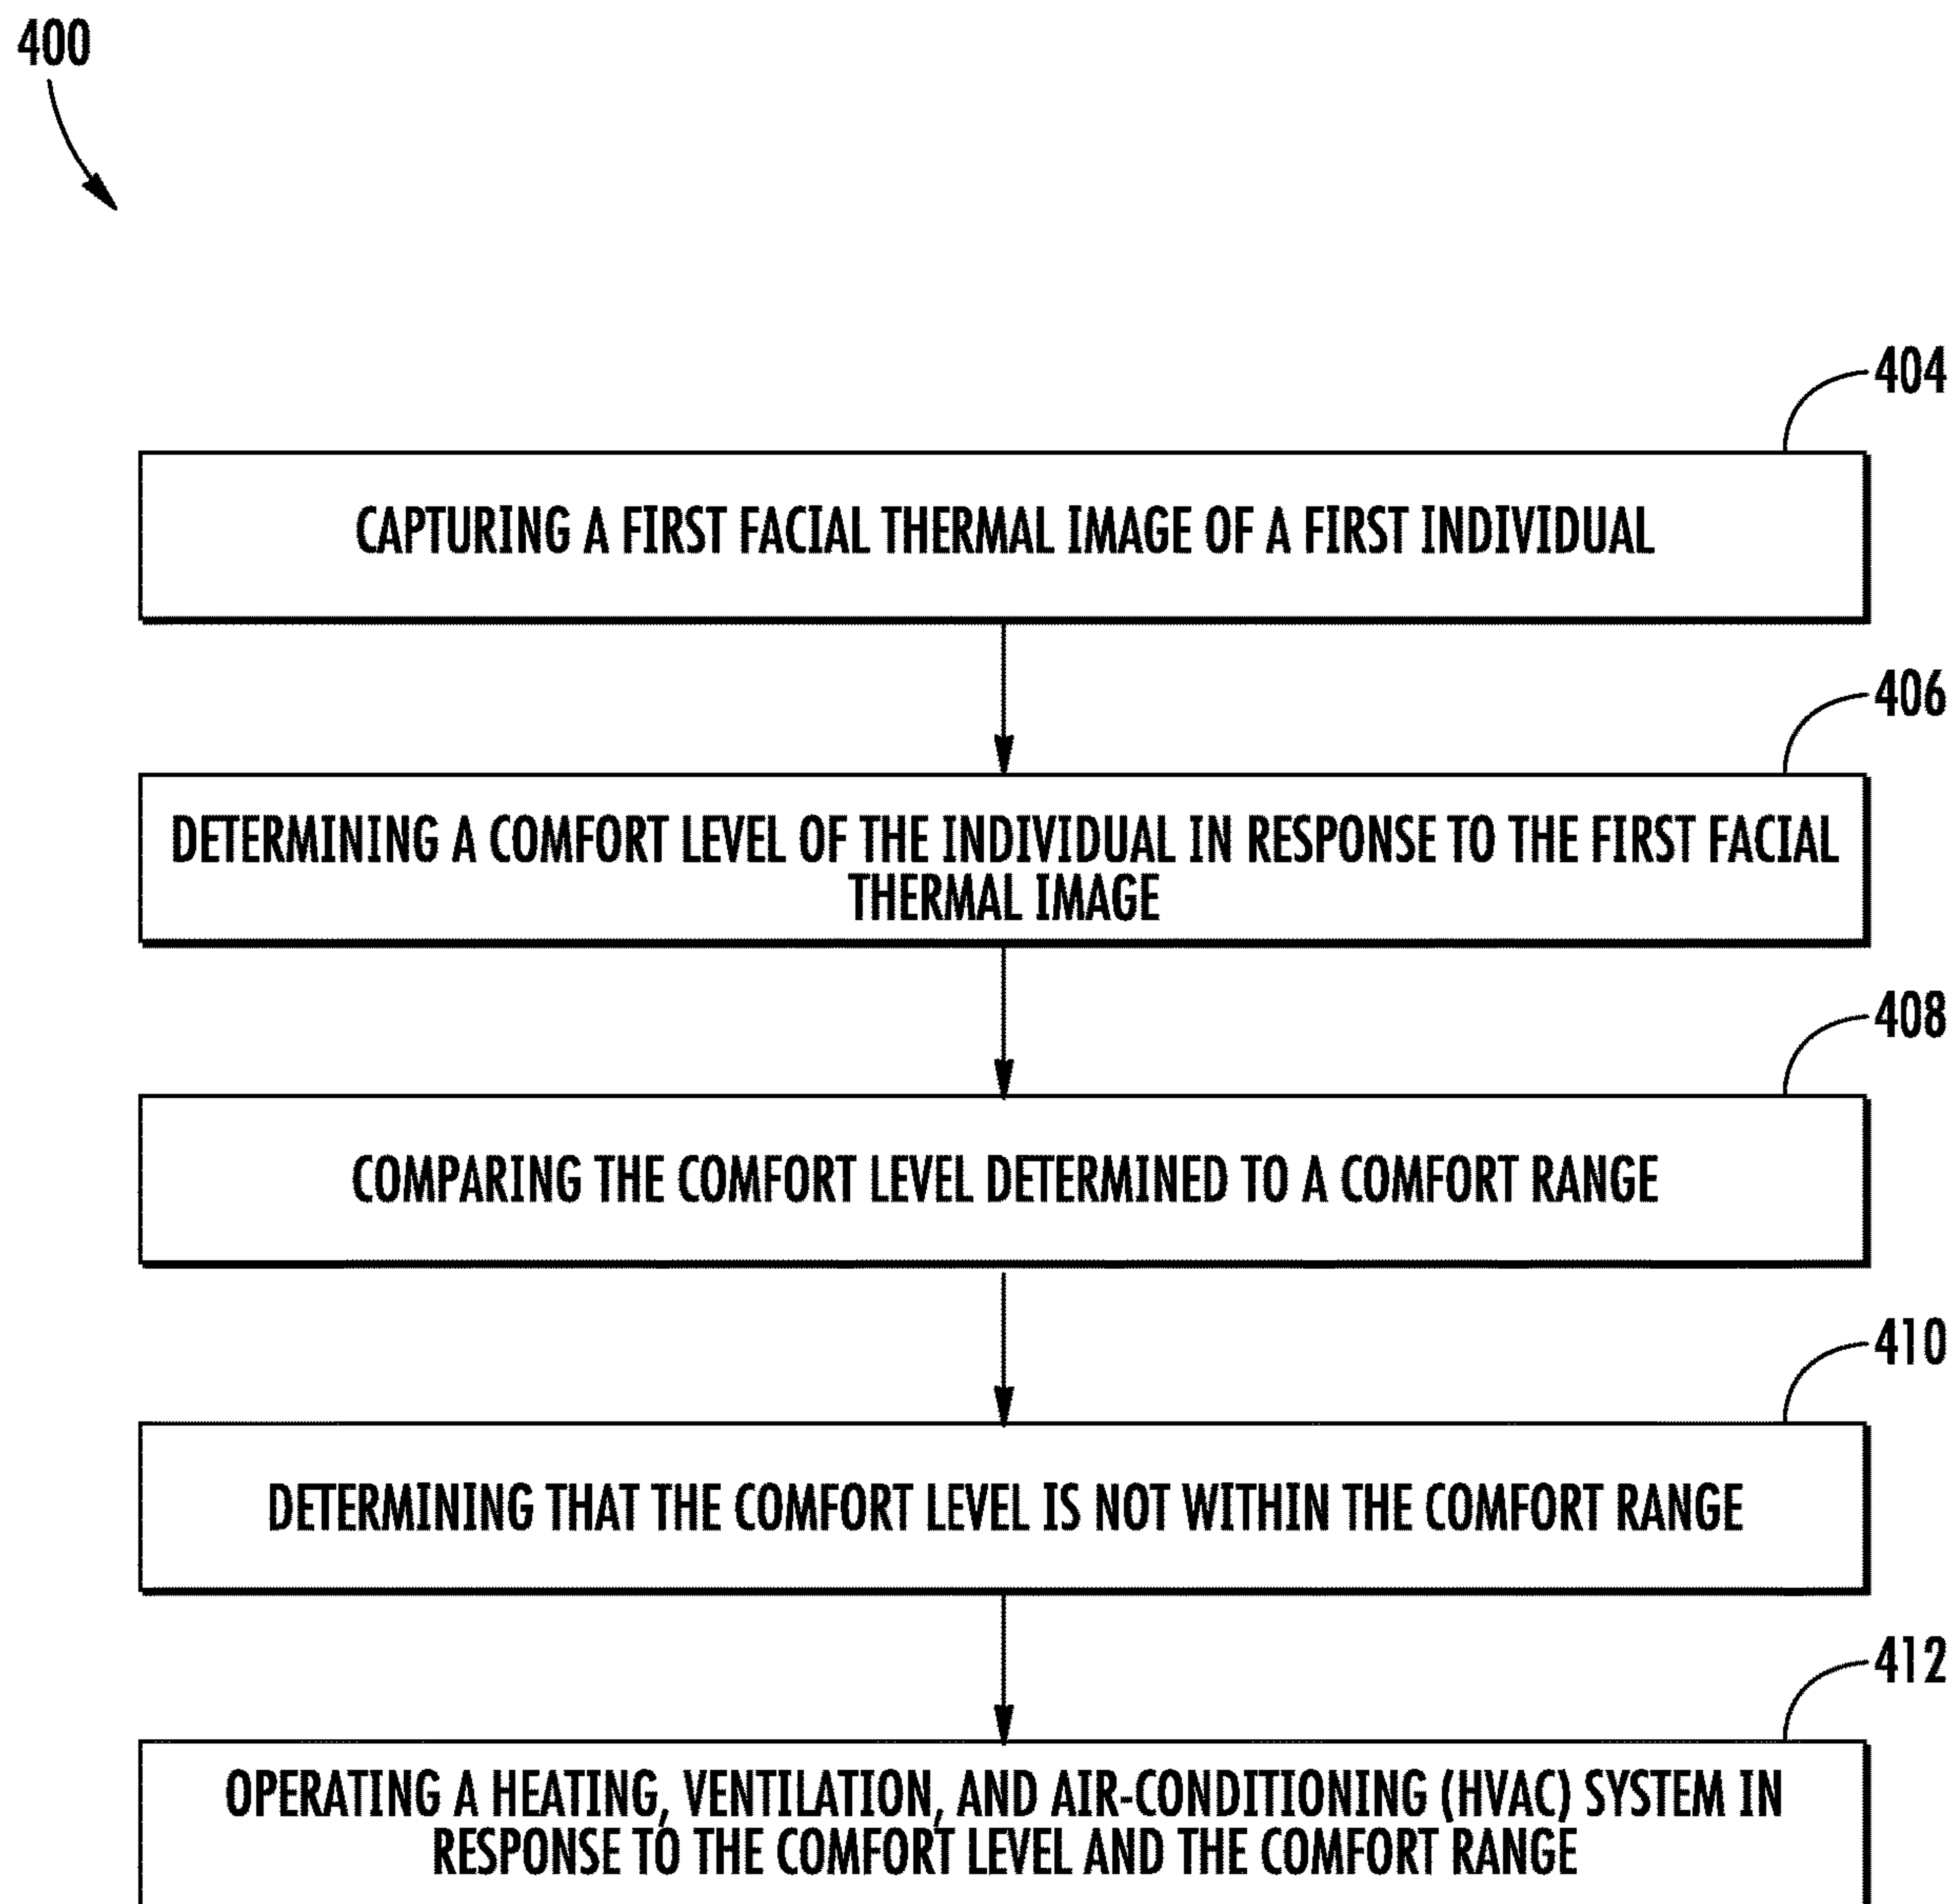 400
404
CAPTURING A FIRST FACIAL THERMAL IMAGE OF A FIRST INDIVIDUAL
406
DETERMINING A COMFORT LEVEL OF THE INDIVIDUAL IN RESPONSE TO THE FIRST FACIAL
THERMAL IMAGE
408
COMPARING THE COMFORT LEVEL DETERMINED TO A COMFORT RANGE
410
DETERMINING THAT THE COMFORT LEVEL IS NOT WITHIN THE COMFORT RANGE
412
OPERATING A HEATING, VENTILATION, AND AIR-CONDITIONING (HVAC) SYSTEM IN
RESPONSE TO THE COMFORT LEVEL AND THE COMFORT RANGE